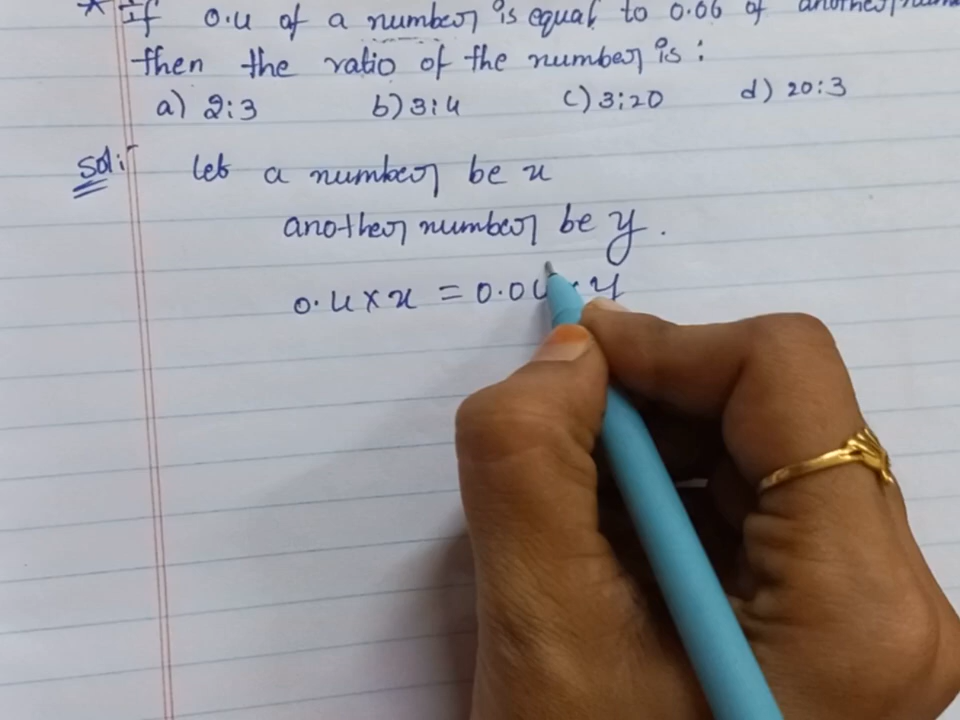 * If 0.4 of a number is equal to 0.06 of another
then the ratio of the number is :
a) 2:3 b) 3:4 c) 3:20 d) 20:3
Sol:- Let a number be x
another number be y.
0.4 × x = 0.0 y